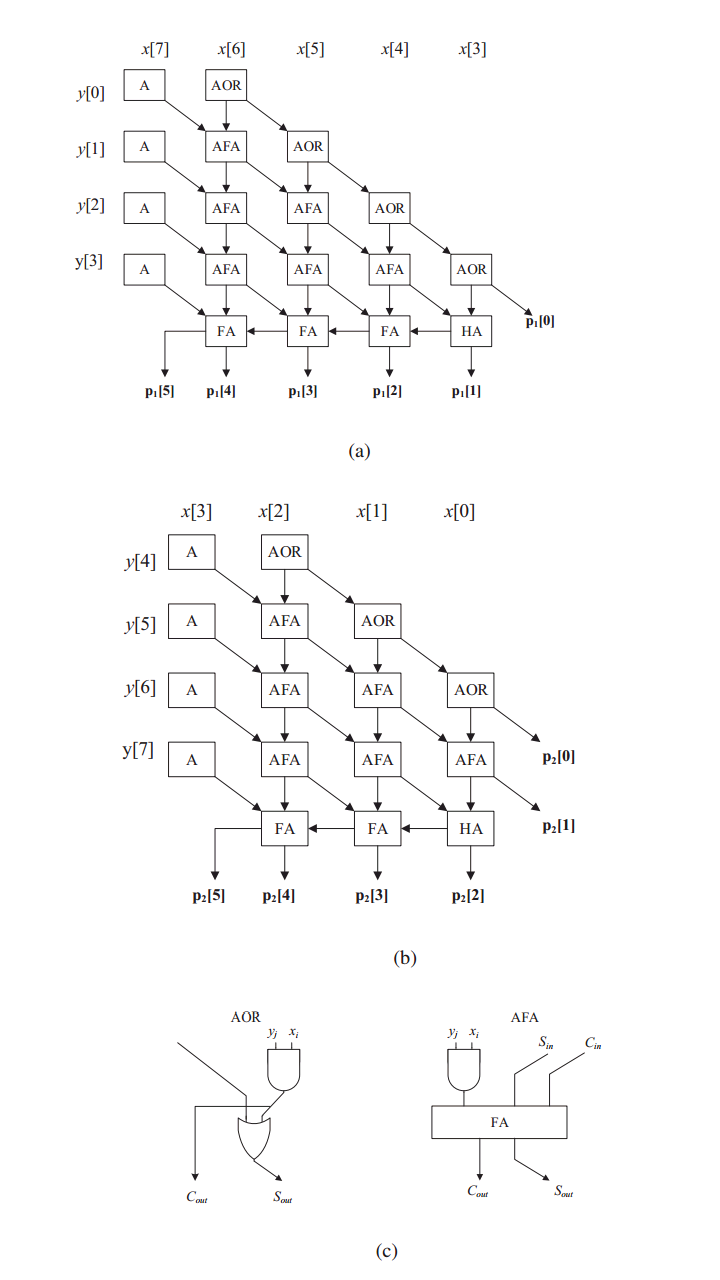 x[7] x[6] x[5] x[4] x[3]
y[0] A AOR
y[1] A AFA AOR
y[2] A AFA AFA AOR
y[3] A AFA AFA AFA AOR
FA FA FA HA p₁[0]
p₁[5] p₁[4] p₁[3] p₁[2] p₁[1]
(a)
x[3] x[2] x[1] x[0]
y[4] A AOR
y[5] A AFA AOR
y[6] A AFA AFA AOR
y[7] A AFA AFA AFA p₂[0]
FA FA HA p₂[1]
p₂[5] p₂[4] p₂[3] p₂[2]
(b)
AOR AFA
yⱼ xᵢ yⱼ xᵢ Sin Cin
FA
Cout Sout Cout Sout
(c)